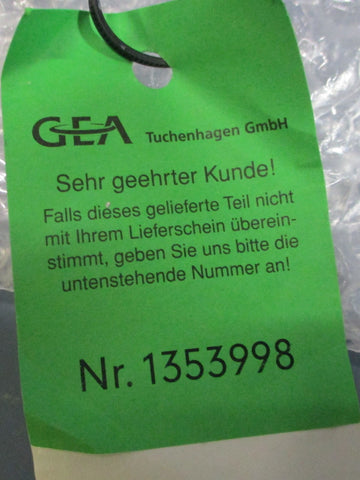 GEA Tuchenhagen GmbH
Sehr geehrter Kunde!
Falls dieses gelieferte Teil nicht
mit Ihrem Lieferschein überein-
stimmt, geben Sie uns bitte die
untenstehende Nummer an!
Nr. 1353998